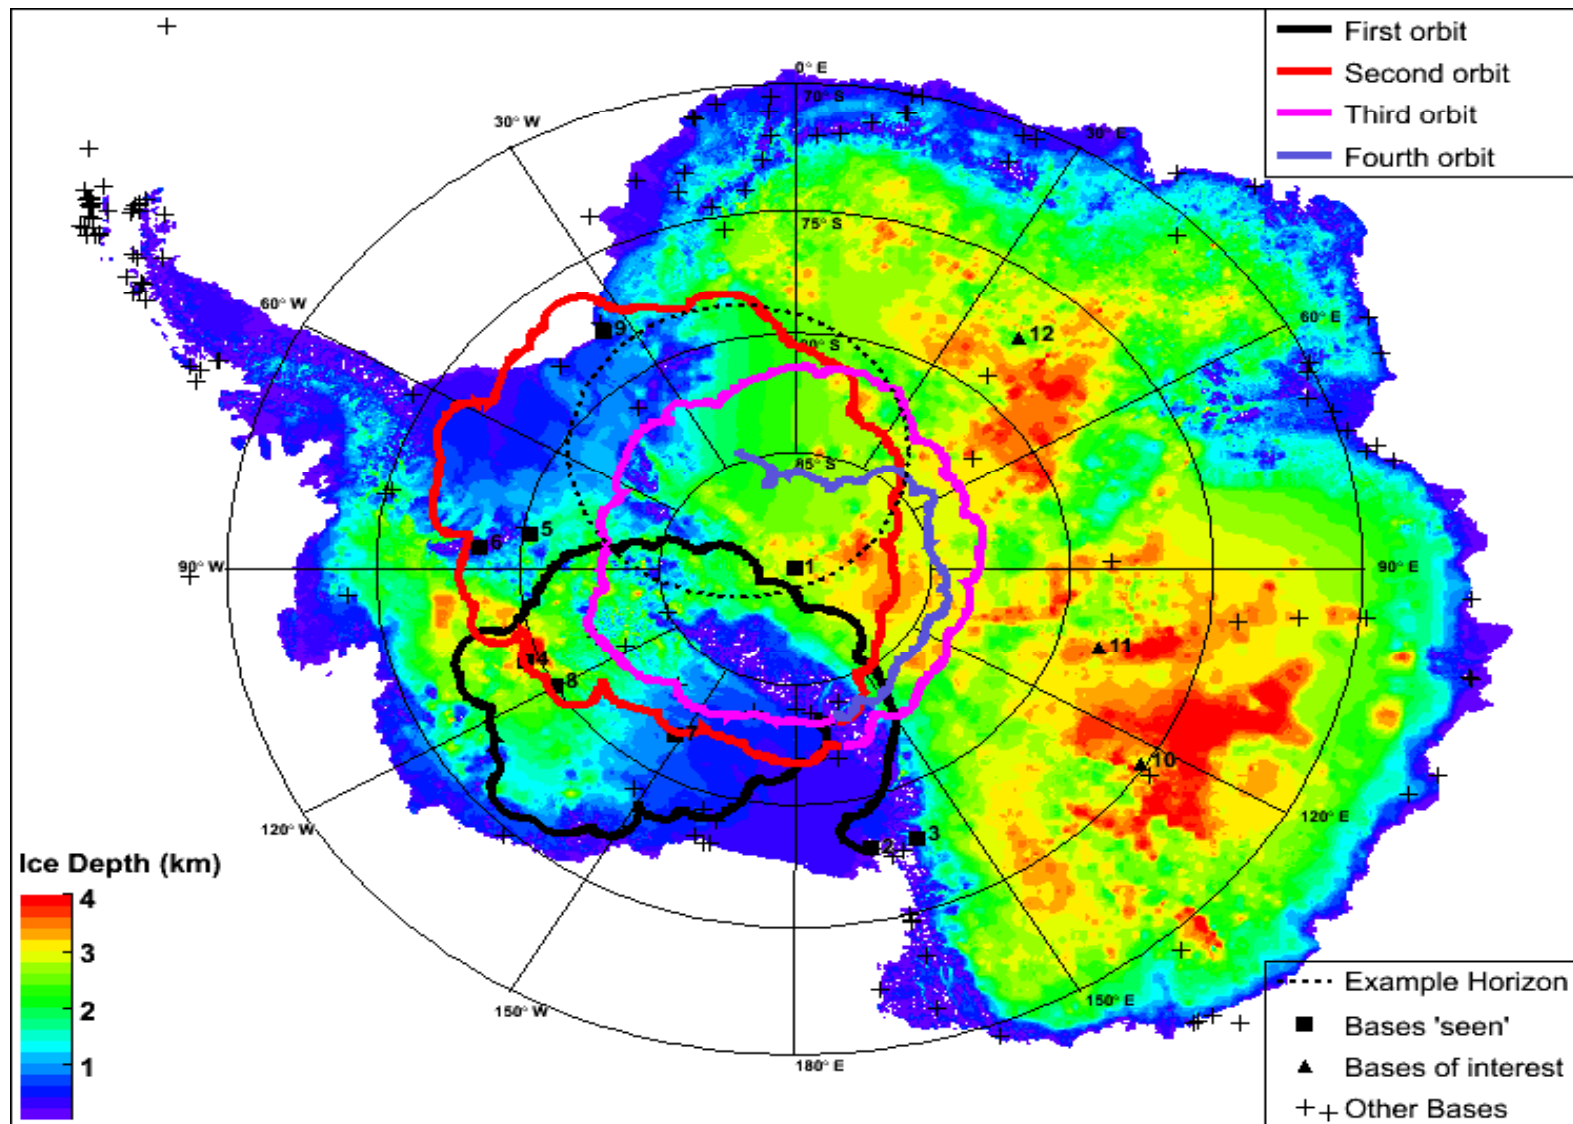 First orbit
Second orbit
Third orbit
Fourth orbit
0° E
70° S
30° W
30° E
75° S
60° W
60° E
9
12
80° S
85° S
5
6
1
90° W
90° E
4
11
8
7
10
120° W
120° E
3
2
150° W
150° E
180° E
Ice Depth (km)
4
3
2
1
Example Horizon
Bases 'seen'
Bases of interest
Other Bases